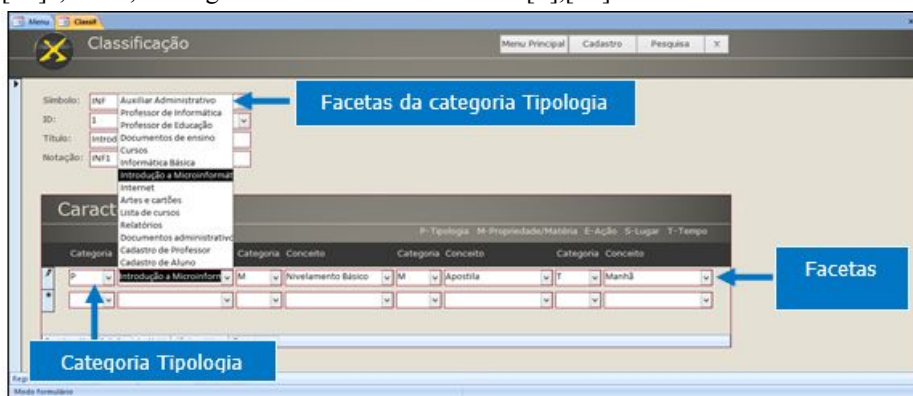 Menu Classif
Classificação
Menu Principal Cadastro Pesquisa X
Símbolo: INF
ID: 1
Título: Introd
Notação: INF1
Auxiliar Administrativo
Professor de Informática
Professor de Educação
Documentos de ensino
Cursos
Informática Básica
Introdução a Microinformat
Internet
Artes e cartões
Lista de cursos
Relatórios
Documentos administrativo
Cadastro de Professor
Cadastro de Aluno
Facetas da categoria Tipologia
Caract
P-Tipologia M-Propriedade/Matéria E-Ação S-Lugar T-Tempo
Categ Categoria Conceito Categoria Conceito Categoria Conceito
P Introdução a Microinform M Nivelamento Básico M Apostila T Manhã
Facetas
Categoria Tipologia
Modo Formulário